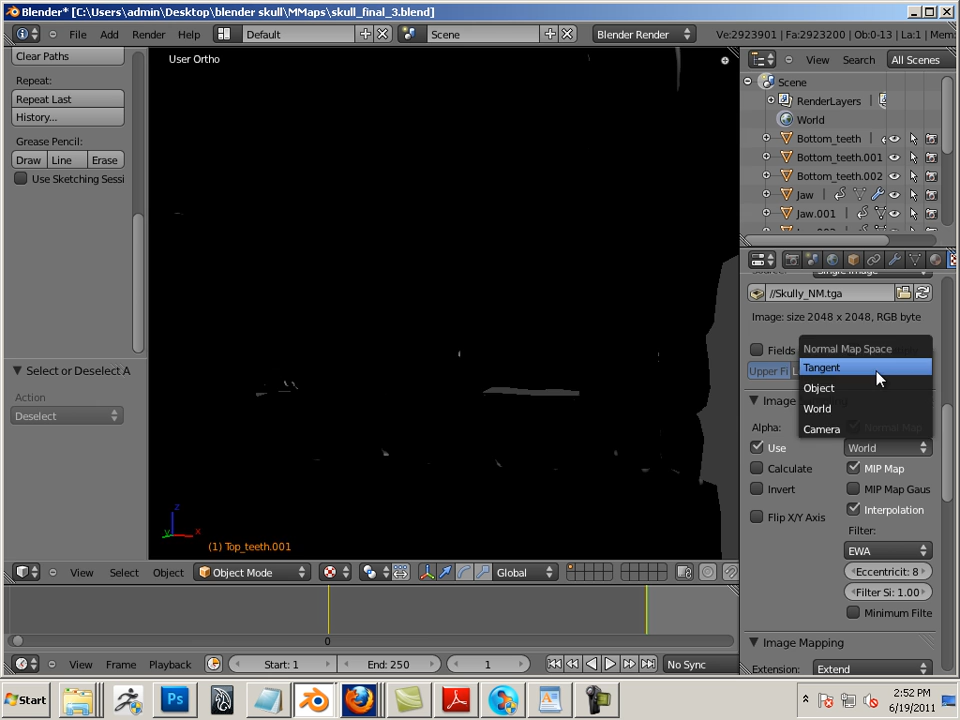 Blender* [C:\Users\admin\Desktop\blender skull\MMaps\skull_final_3.blend]
File Add Render Help Default Scene Blender Render Ve:2923901 | Fa:2923200 | Ob:0-13 | La:1 | Mem:
Clear Paths
Repeat:
Repeat Last
History...
Grease Pencil:
Draw Line Erase
Use Sketching Sessi
Select or Deselect A
Action
Deselect
User Ortho
z
x
y
(1) Top_teeth.001
View Search All Scenes
Scene
RenderLayers
World
Bottom_teeth
Bottom_teeth.001
Bottom_teeth.002
Jaw
Jaw.001
//Skully_NM.tga
Image: size 2048 x 2048, RGB byte
Fields
Upper Fi
Normal Map Space
Tangent
Object
World
Camera
Alpha: Normal Map
Use World
Calculate MIP Map
Invert MIP Map Gaus
Flip X/Y Axis Interpolation
Filter:
EWA
Eccentricit: 8
Filter Si: 1.00
Minimum Filte
Image Mapping
Extension: Extend
View Select Object Object Mode Global
0
View Frame Playback Start: 1 End: 250 1 No Sync
Start Ps
2:52 PM
6/19/2011